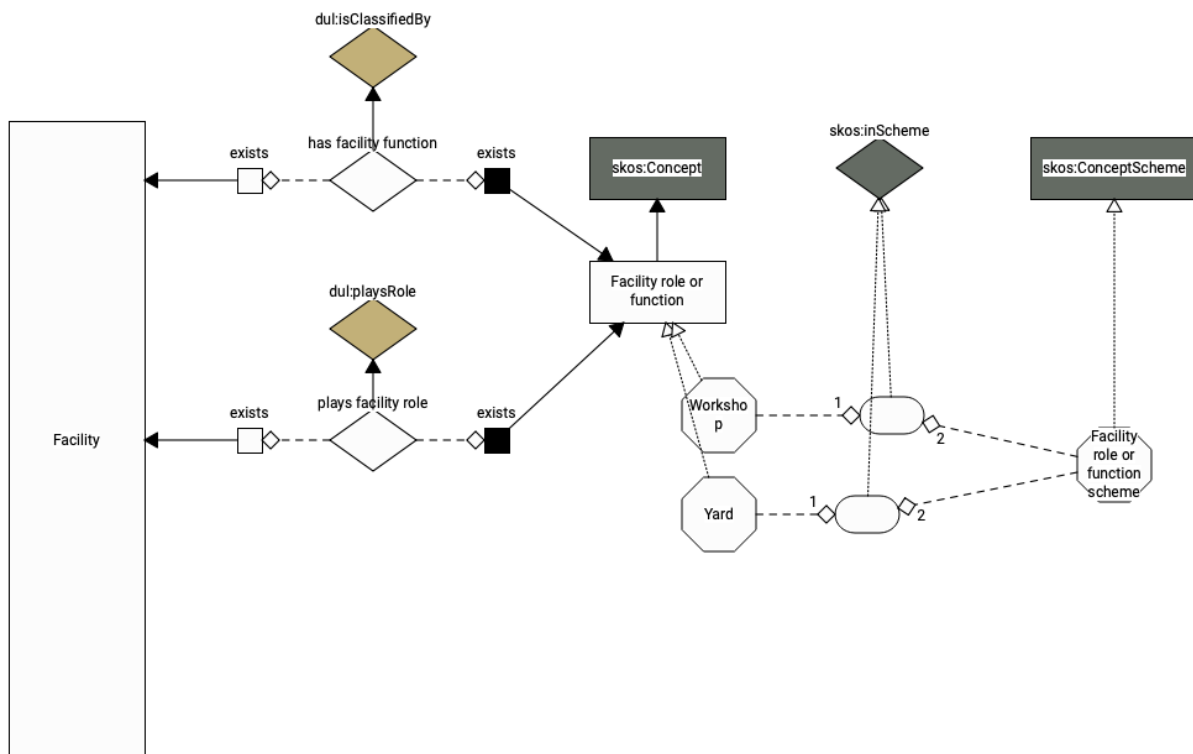 dul:isClassifiedBy
has facility function
exists
exists
skos:Concept
skos:inScheme
skos:ConceptScheme
Facility role or
function
dul:playsRole
plays facility role
exists
exists
Facility
Worksho
p
1
2
Facility
role or
function
scheme
Yard
1
2